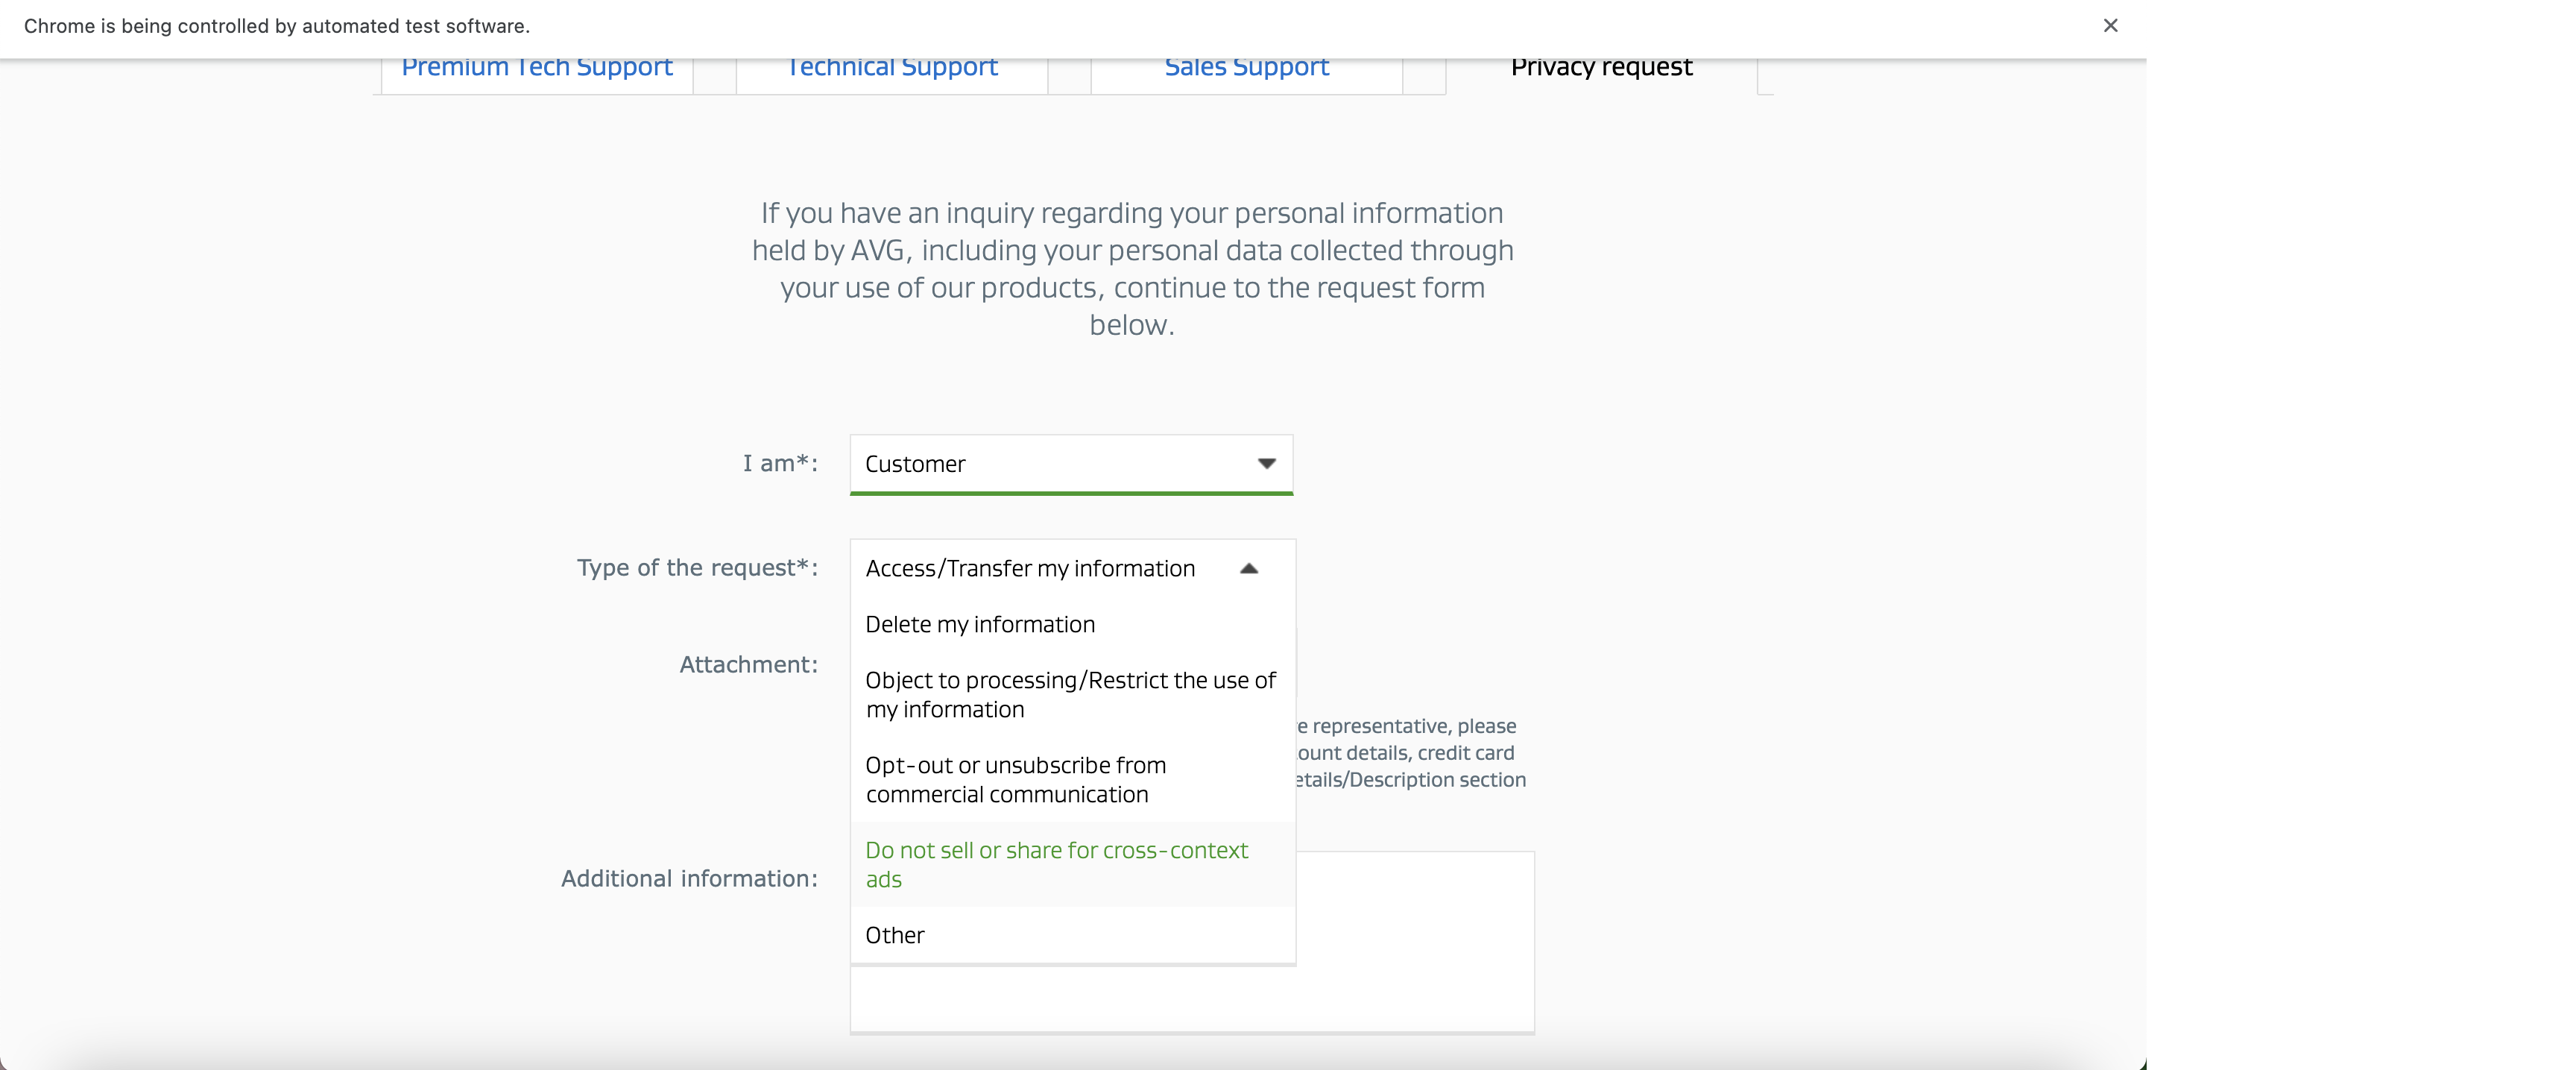 Chrome is being controlled by automated test software.
Premium Tech Support
Technical Support
Sales Support
Privacy request
If you have an inquiry regarding your personal information
held by AVG, including your personal data collected through
your use of our products, continue to the request form
below.
I am*:
Customer
Type of the request*:
Access/Transfer my information
Delete my information
Attachment:
Object to processing/Restrict the use of
my information
e representative, please
ount details, credit card
etails/Description section
Opt-out or unsubscribe from
commercial communication
Do not sell or share for cross-context
ads
Additional information:
Other